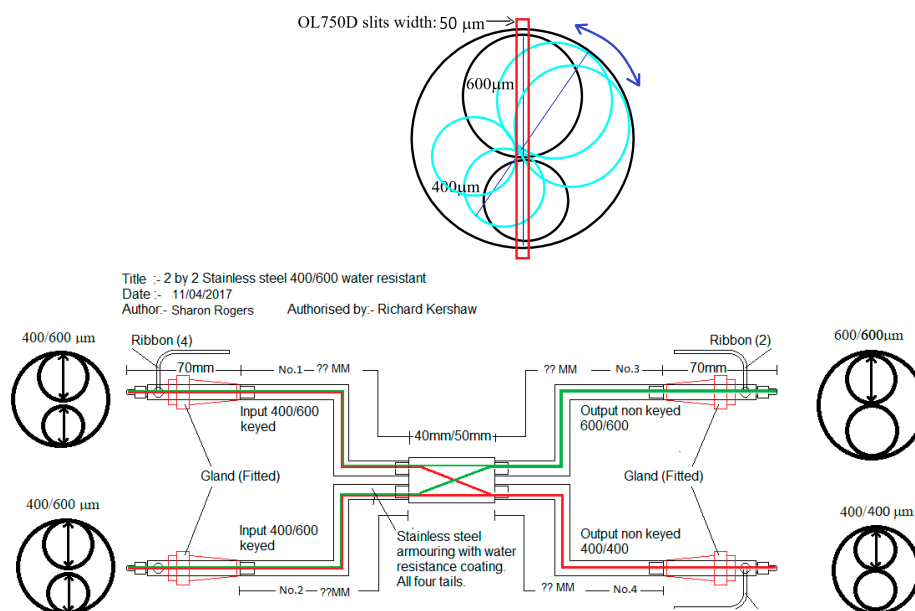 OL750D slits width: 50 μm
600μm
400μm
Title :- 2 by 2 Stainless steel 400/600 water resistant
Date :- 11/04/2017
Author:- Sharon Rogers Authorised by:- Richard Kershaw
400/600 μm
Ribbon (4)
70mm
No.1 ?? MM
Input 400/600
keyed
Gland (Fitted)
40mm/50mm
?? MM No.3
Ribbon (2)
70mm
600/600μm
Output non keyed
600/600
Gland (Fitted)
400/600 μm
Input 400/600
keyed
No.2 ??MM
Stainless steel
armouring with water
resistance coating.
All four tails.
Output non keyed
400/400
?? MM No.4
400/400 μm